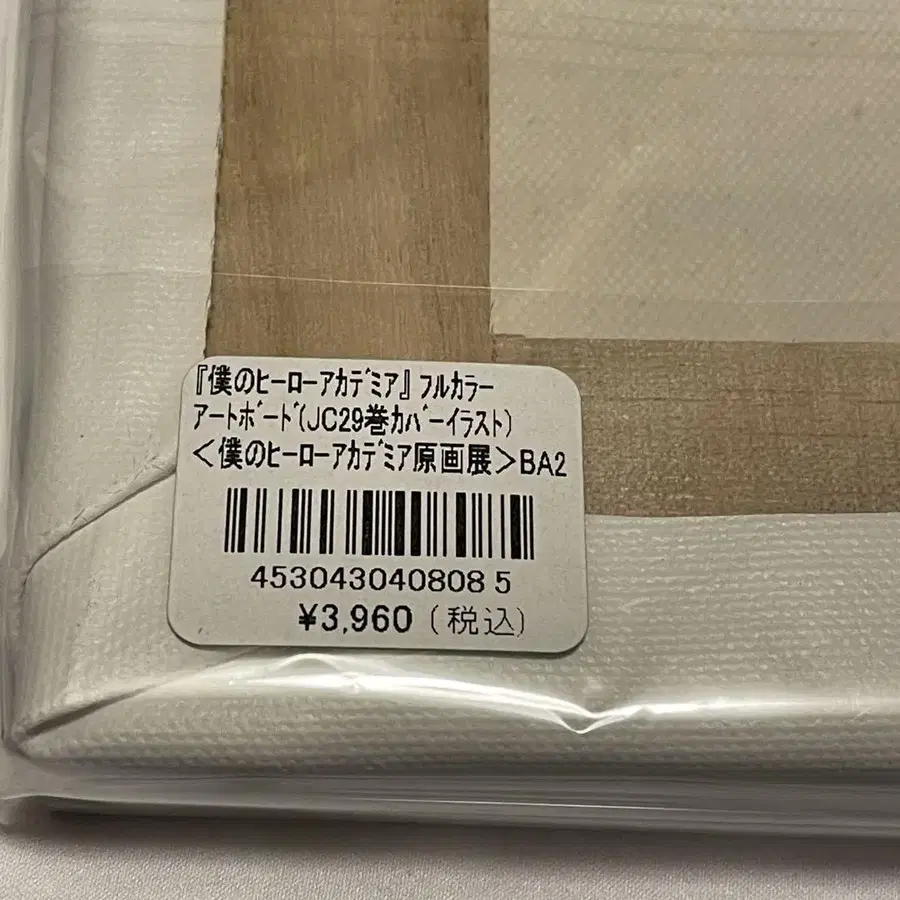 『僕のﾋｰﾛｰｱｶﾃﾞﾐｱ』ﾌﾙｶﾗｰ
ｱｰﾄﾎﾞｰﾄﾞ(JC29巻ｶﾊﾞｰｲﾗｽﾄ)
＜僕のﾋｰﾛｰｱｶﾃﾞﾐｱ原画展＞BA2
453043040808 5
¥3,960（税込）